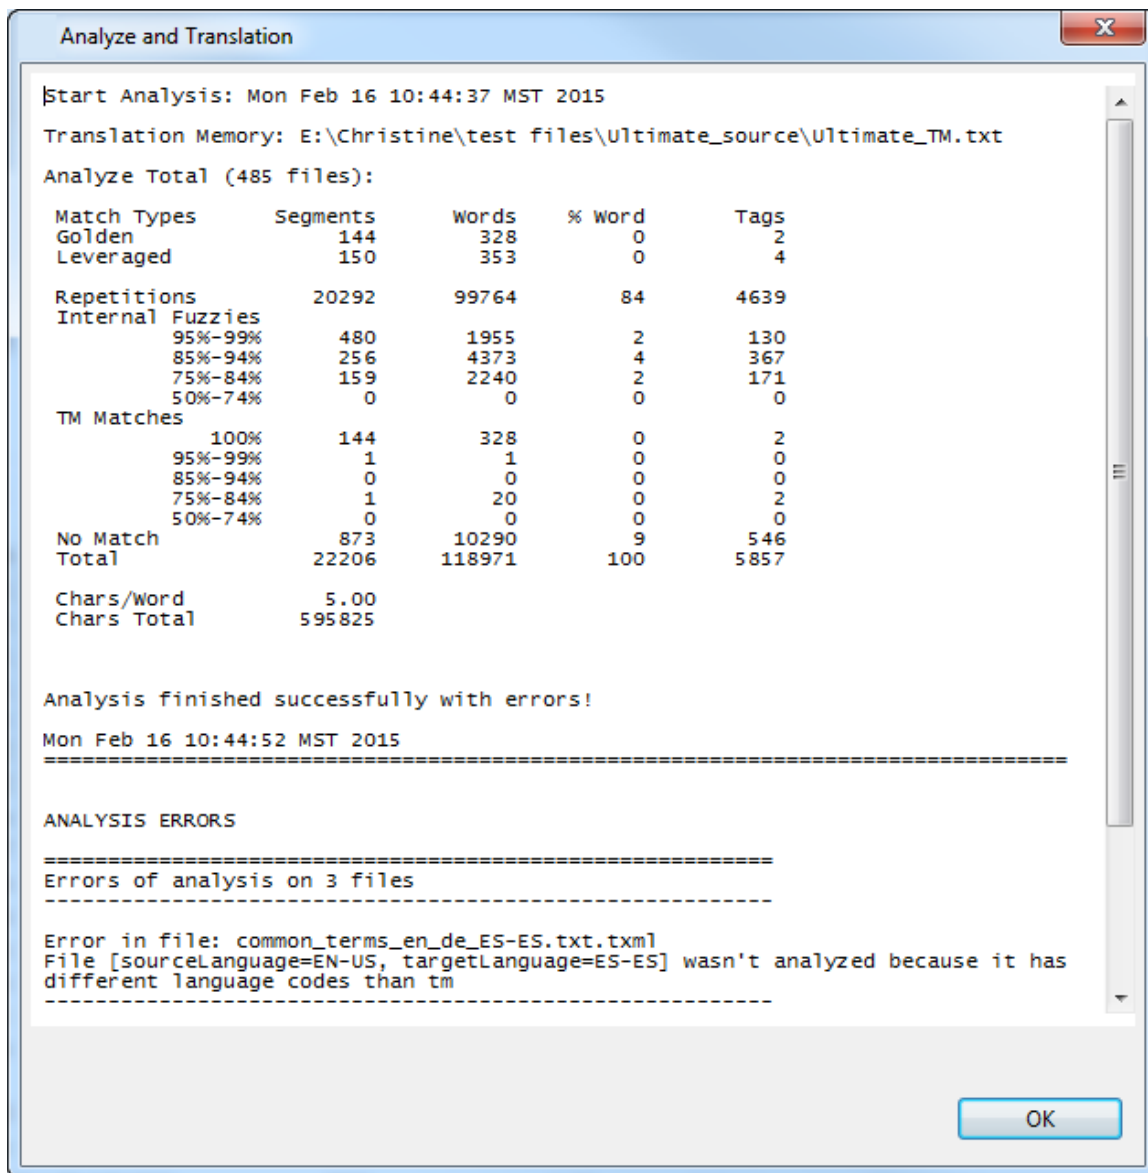 Analyze and Translation
Start Analysis: Mon Feb 16 10:44:37 MST 2015
Translation Memory: E:\Christine\test files\Ultimate_source\Ultimate_TM.txt
Analyze Total (485 files):
Match Types Segments Words % Word Tags
Golden 144 328 0 2
Leveraged 150 353 0 4
Repetitions 20292 99764 84 4639
Internal Fuzzies
95%-99% 480 1955 2 130
85%-94% 256 4373 4 367
75%-84% 159 2240 2 171
50%-74% 0 0 0 0
TM Matches
100% 144 328 0 2
95%-99% 1 1 0 0
85%-94% 0 0 0 0
75%-84% 1 20 0 2
50%-74% 0 0 0 0
No Match 873 10290 9 546
Total 22206 118971 100 5857
Chars/Word 5.00
Chars Total 595825
Analysis finished successfully with errors!
Mon Feb 16 10:44:52 MST 2015
================================================================================
ANALYSIS ERRORS
=========================================================
Errors of analysis on 3 files
---------------------------------------------------------
Error in file: common_terms_en_de_ES-ES.txt.txml
File [sourceLanguage=EN-US, targetLanguage=ES-ES] wasn't analyzed because it has
different language codes than tm
---------------------------------------------------------
OK